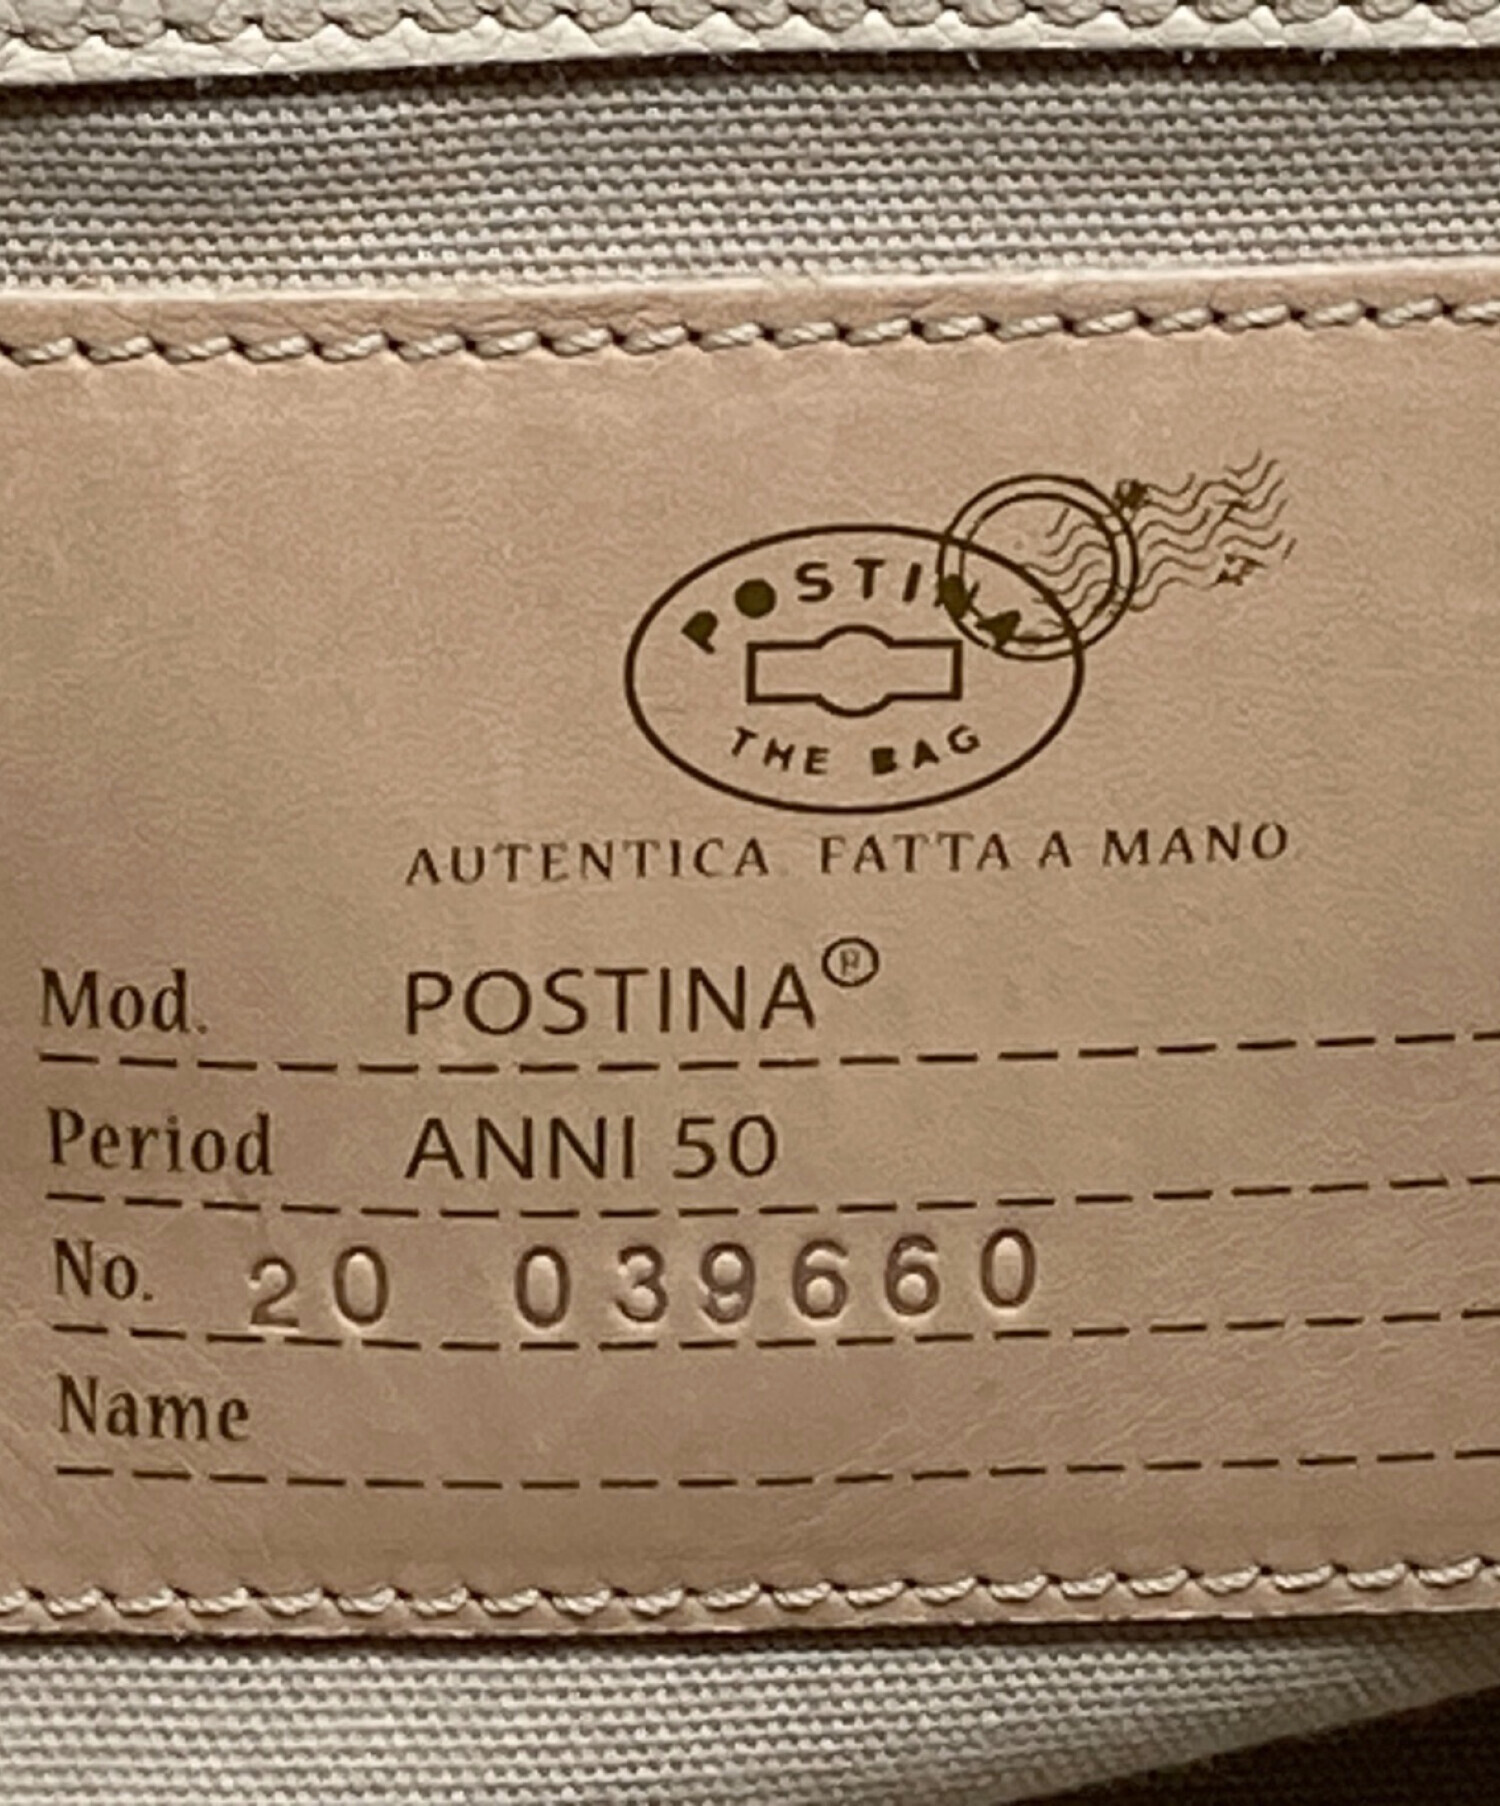 POSTINA
THE BAG
AUTENTICA FATTA A MANO
Mod. POSTINA®
Period ANNI 50
No. 20 039660
Name